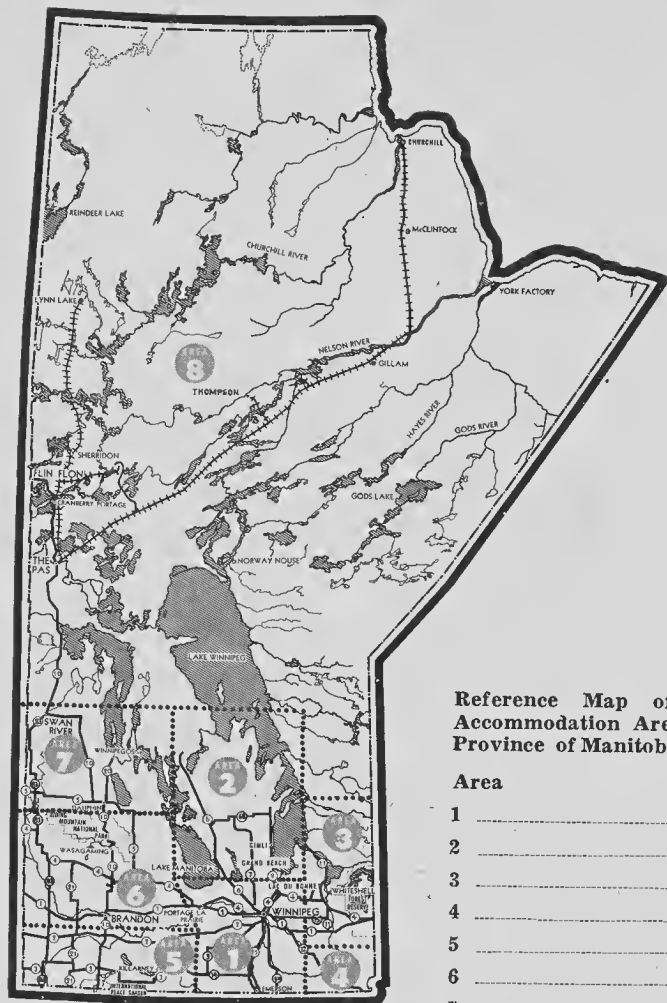 CHURCHILL
REINDEER LAKE
McCLINTOCK
CHURCHILL RIVER
YORK FACTORY
LYNN LAKE
NELSON RIVER
AREA
8
GILLAM
THOMPSON
HAYES RIVER
GODS RIVER
SHERRIDON
FLIN FLON
GODS LAKE
CRANBERRY PORTAGE
NORWAY HOUSE
THE
PAS
LAKE WINNIPEG
10
Reference Map of
Accommodation Are
Province of Manitob
Area
1
2
3
4
5
6
SWAN
RIVER
WINNIPEGOSIS
AREA
7
AREA
2
10
DAUPHIN
5
AREA
3
RIDING
MOUNTAIN
NATIONAL
PARK
WASAGAMING
6
GIMLI
GRAND BEACH
LAKE MANITOBA
LAC DU BONNET
WHITESHELL
FOREST
RESERVE
AREA
6
BRANDON
PORTAGE LA
PRAIRIE
WINNIPEG
AREA
5
AREA
1
AREA
4
KILLARNEY
INTERNATIONAL
PEACE GARDEN
EMERSON